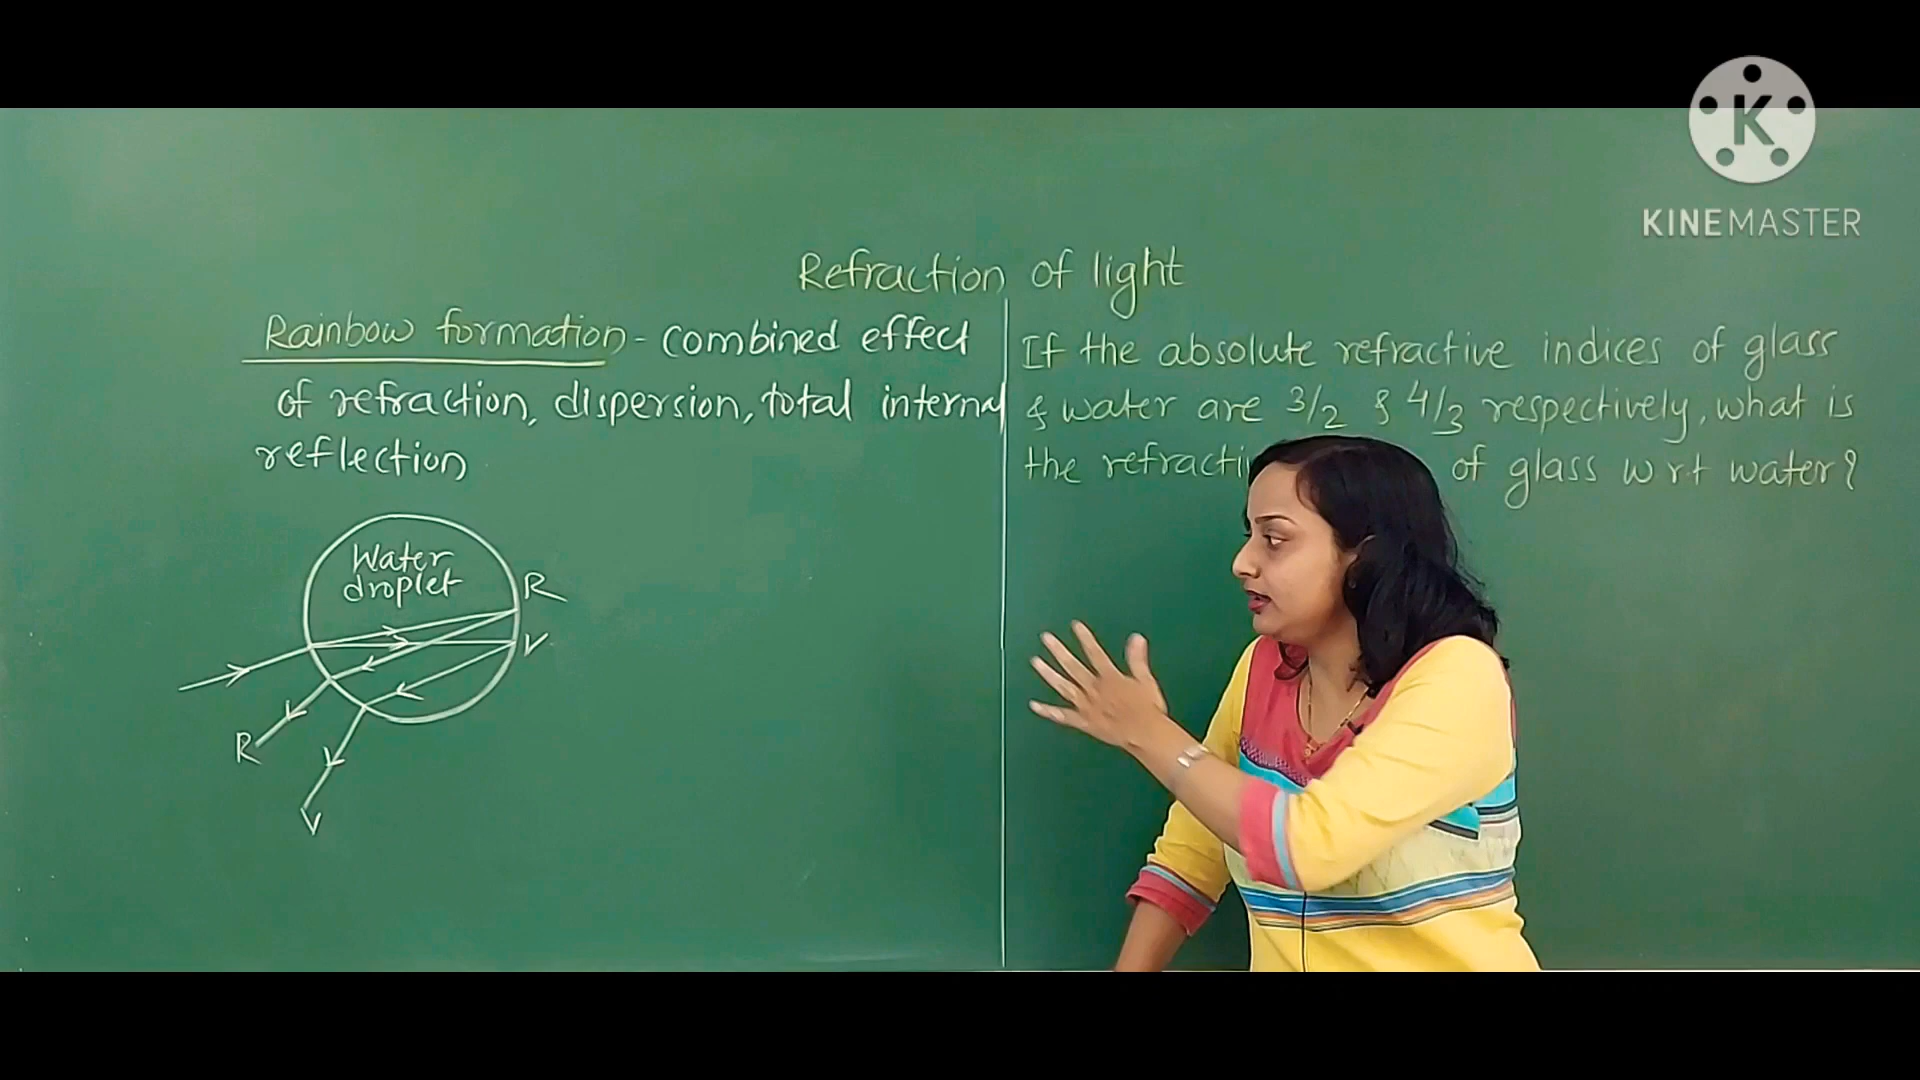 K
KINEMASTER
Refraction of light
Rainbow formation - combined effect
of refraction, dispersion, total internal
reflection
Water
droplet
R
V
R
V
If the absolute refractive indices of glass
& water are 3/2 & 4/3 respectively, what is
the of glass wrt water?